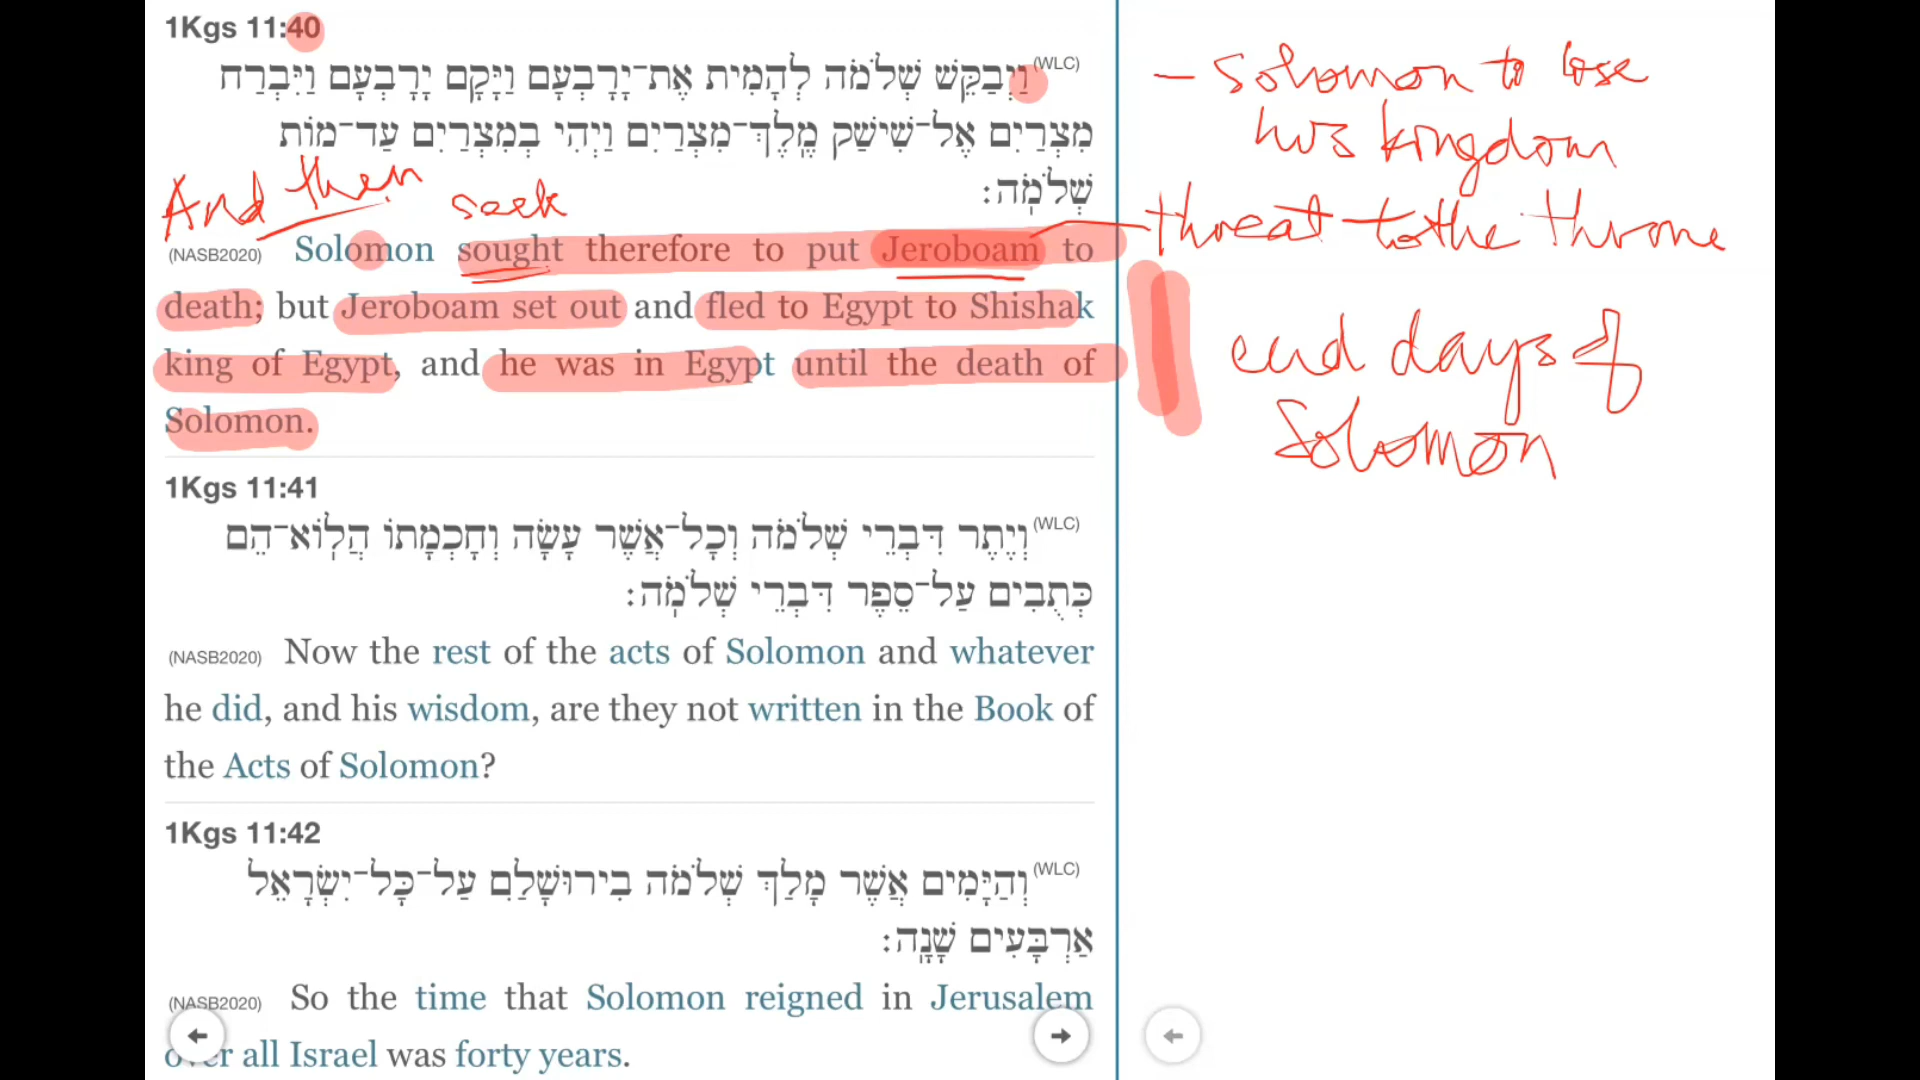 1Kgs 11:40
(WLC) וַיְבַקֵּשׁ שְׁלֹמֹה לְהָמִית אֶת־יָרָבְעָם וַיָּקָם יָרָבְעָם וַיִּבְרַח
מִצְרַיִם אֶל־שִׁישַׁק מֶלֶךְ־מִצְרַיִם וַיְהִי בְמִצְרַיִם עַד־מוֹת
שְׁלֹמֹה׃
And then seek
(NASB2020) Solomon sought therefore to put Jeroboam to
death; but Jeroboam set out and fled to Egypt to Shishak
king of Egypt, and he was in Egypt until the death of
Solomon.
1Kgs 11:41
(WLC) וְיֶתֶר דִּבְרֵי שְׁלֹמֹה וְכָל־אֲשֶׁר עָשָׂה וְחָכְמָתוֹ הֲלוֹא־הֵם
כְּתֻבִים עַל־סֵפֶר דִּבְרֵי שְׁלֹמֹה׃
(NASB2020) Now the rest of the acts of Solomon and whatever
he did, and his wisdom, are they not written in the Book of
the Acts of Solomon?
1Kgs 11:42
(WLC) וְהַיָּמִים אֲשֶׁר מָלַךְ שְׁלֹמֹה בִירוּשָׁלִַם עַל־כָּל־יִשְׂרָאֵל
אַרְבָּעִים שָׁנָה׃
(NASB2020) So the time that Solomon reigned in Jerusalem
over all Israel was forty years.
- Solomon to lose
his kingdom
threat to the throne
end days of
Solomon